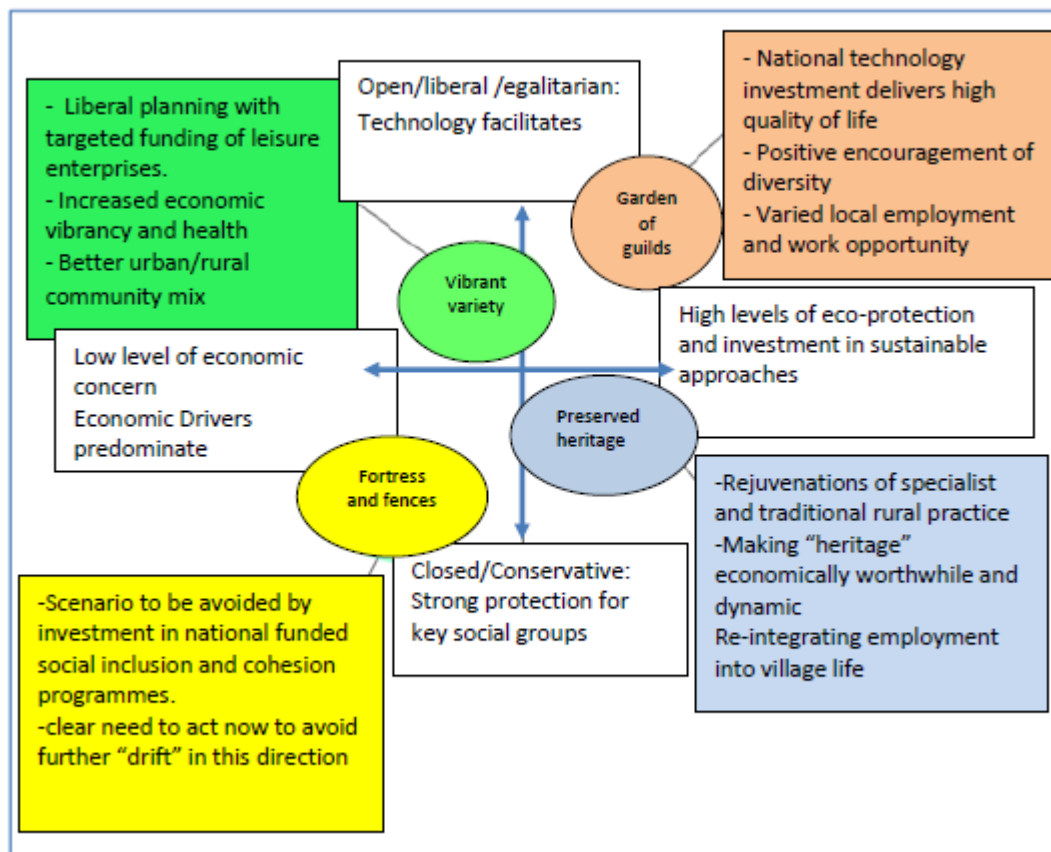 - Liberal planning with
targeted funding of leisure
enterprises.
- Increased economic
vibrancy and health
- Better urban/rural
community mix
Open/liberal /egalitarian:
Technology facilitates
- National technology
investment delivers high
quality of life
- Positive encouragement of
diversity
- Varied local employment
and work opportunity
Garden
of
guilds
Vibrant
variety
Low level of economic
concern
Economic Drivers
predominate
High levels of eco-protection
and investment in sustainable
approaches
Preserved
heritage
Fortress
and fences
-Scenario to be avoided by
investment in national funded
social inclusion and cohesion
programmes.
-clear need to act now to avoid
further “drift” in this direction
Closed/Conservative:
Strong protection for
key social groups
-Rejuvenations of specialist
and traditional rural practice
-Making “heritage”
economically worthwhile and
dynamic
Re-integrating employment
into village life